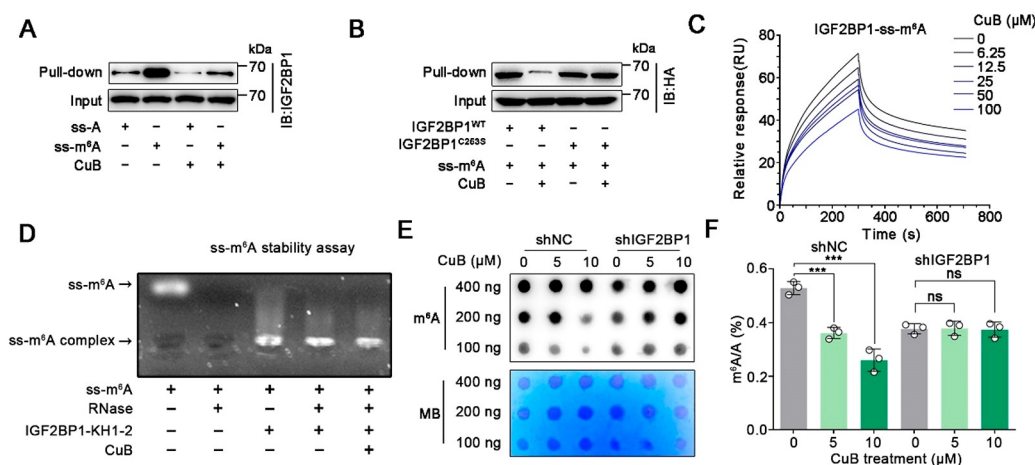 A
kDa
Pull-down
70
Input
70
IB:IGF2BP1
ss-A + − + −
ss-m⁶A − + − +
CuB − − + +
B
kDa
Pull-down
70
Input
70
IB:HA
IGF2BP1ᵂᵀ + + − −
IGF2BP1ᶜ²⁶³ˢ − − + +
ss-m⁶A + + + +
CuB − + − +
C
IGF2BP1-ss-m⁶A
CuB (μM)
0
6.25
12.5
25
50
100
Relative response(RU)
80
60
40
20
0
0 200 400 600 800
Time (s)
D
ss-m⁶A stability assay
ss-m⁶A →
ss-m⁶A complex →
ss-m⁶A + + + + +
RNase − + − + +
IGF2BP1-KH1-2 − − + + +
CuB − − − − +
E
shNC shIGF2BP1
CuB (μM) 0 5 10 0 5 10
400 ng
m⁶A 200 ng
100 ng
400 ng
MB 200 ng
100 ng
F
shNC
shIGF2BP1
***
***
ns
ns
m⁶A/A (%)
0.6
0.4
0.2
0.0
0 5 10 0 5 10
CuB treatment (μM)